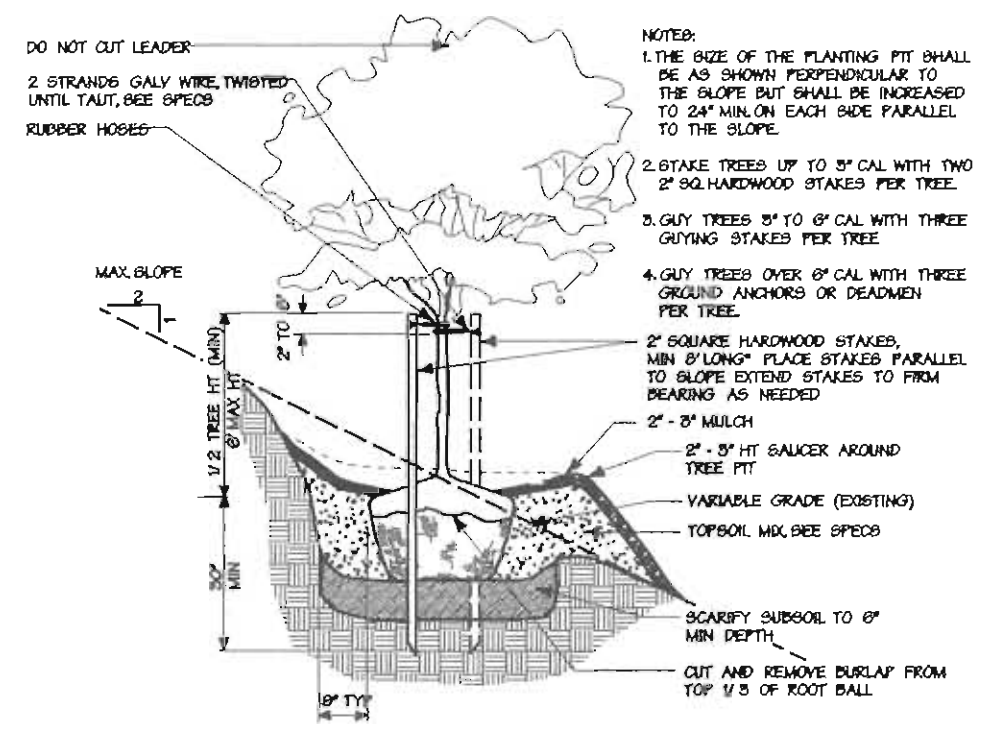 DO NOT CUT LEADER
2 STRANDS GALV WIRE, TWISTED
UNTIL TAUT, SEE SPECS
RUBBER HOSES
MAX. SLOPE
2
1
1/2 TREE HT (MIN)
MAX HT
2" TO
MIN
TYP
NOTES:
1. THE SIZE OF THE PLANTING PIT SHALL
BE AS SHOWN PERPENDICULAR TO
THE SLOPE BUT SHALL BE INCREASED
TO 24" MIN. ON EACH SIDE PARALLEL
TO THE SLOPE.
2. STAKE TREES UP TO 3" CAL WITH TWO
2" SQ. HARDWOOD STAKES PER TREE.
3. GUY TREES 3" TO 6" CAL WITH THREE
GUYING STAKES PER TREE
4. GUY TREES OVER 6" CAL WITH THREE
GROUND ANCHORS OR DEADMEN
PER TREE.
2" SQUARE HARDWOOD STAKES,
MIN 8' LONG" PLACE STAKES PARALLEL
TO SLOPE EXTEND STAKES TO FIRM
BEARING AS NEEDED
2" - 3" MULCH
2" - 3" HT SAUCER AROUND
TREE PIT
VARIABLE GRADE (EXISTING)
TOPSOIL MIX, SEE SPECS
SCARIFY SUBSOIL TO 6"
MIN DEPTH
CUT AND REMOVE BURLAP FROM
TOP 1/3 OF ROOT BALL